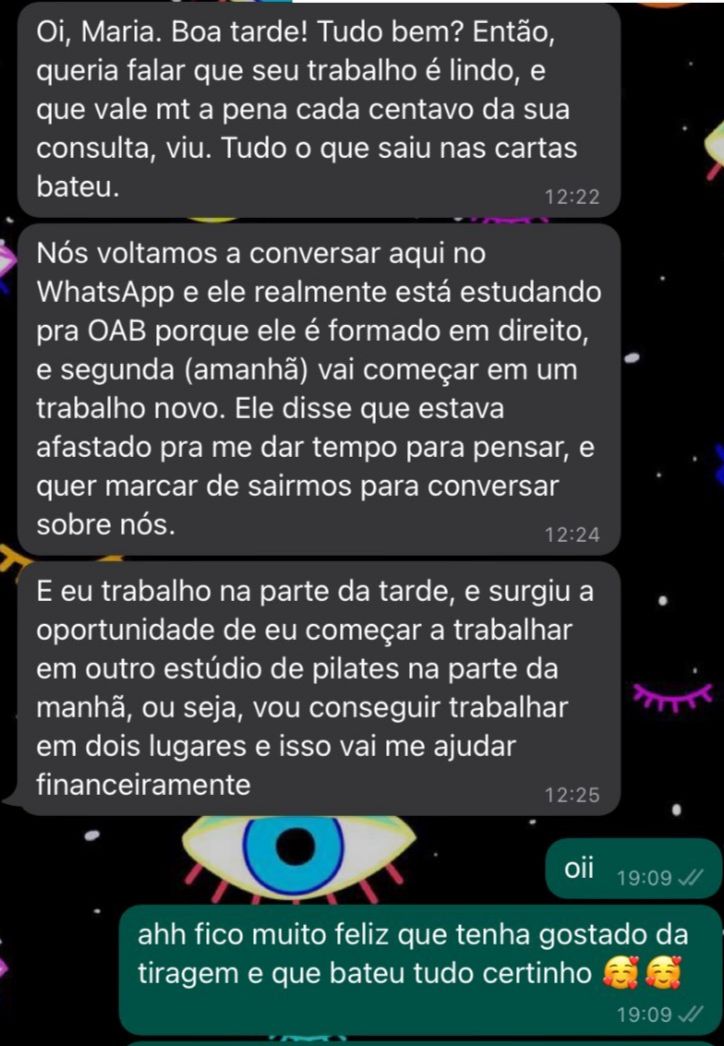 Oi, Maria. Boa tarde! Tudo bem? Então,
queria falar que seu trabalho é lindo, e
que vale mt a pena cada centavo da sua
consulta, viu. Tudo o que saiu nas cartas
bateu.
12:22
Nós voltamos a conversar aqui no
WhatsApp e ele realmente está estudando
pra OAB porque ele é formado em direito,
e segunda (amanhã) vai começar em um
trabalho novo. Ele disse que estava
afastado pra me dar tempo para pensar, e
quer marcar de sairmos para conversar
sobre nós.
12:24
E eu trabalho na parte da tarde, e surgiu a
oportunidade de eu começar a trabalhar
em outro estúdio de pilates na parte da
manhã, ou seja, vou conseguir trabalhar
em dois lugares e isso vai me ajudar
financeiramente
12:25
oii
19:09
ahh fico muito feliz que tenha gostado da
tiragem e que bateu tudo certinho 🥰🥰
19:09